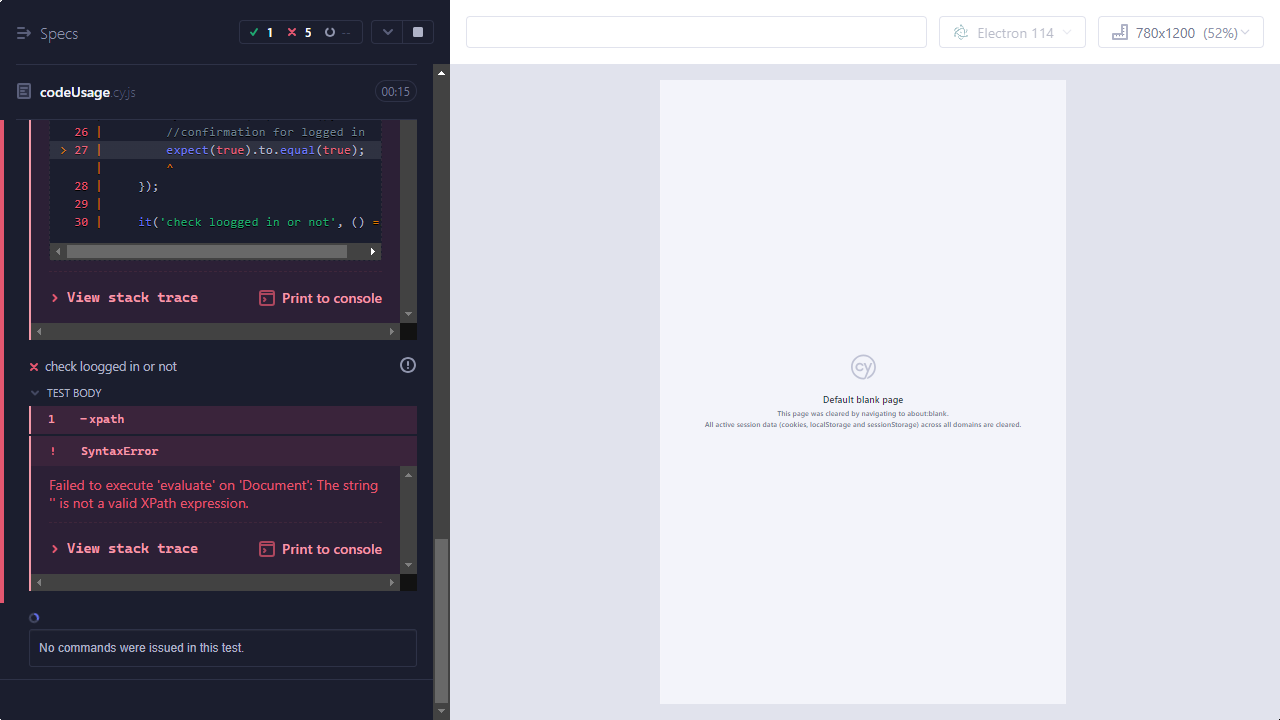 Specs
1 5 --
Electron 114
780x1200 (52%)
codeUsage.cy.js
00:15
26 | //confirmation for logged in
> 27 | expect(true).to.equal(true);
| ^
28 | });
29 |
30 | it('check loogged in or not', () =
View stack trace
Print to console
check loogged in or not
TEST BODY
1 -xpath
! SyntaxError
Failed to execute 'evaluate' on 'Document': The string
'' is not a valid XPath expression.
View stack trace
Print to console
No commands were issued in this test.
cy
Default blank page
This page was cleared by navigating to about:blank.
All active session data (cookies, localStorage and sessionStorage) across all domains are cleared.